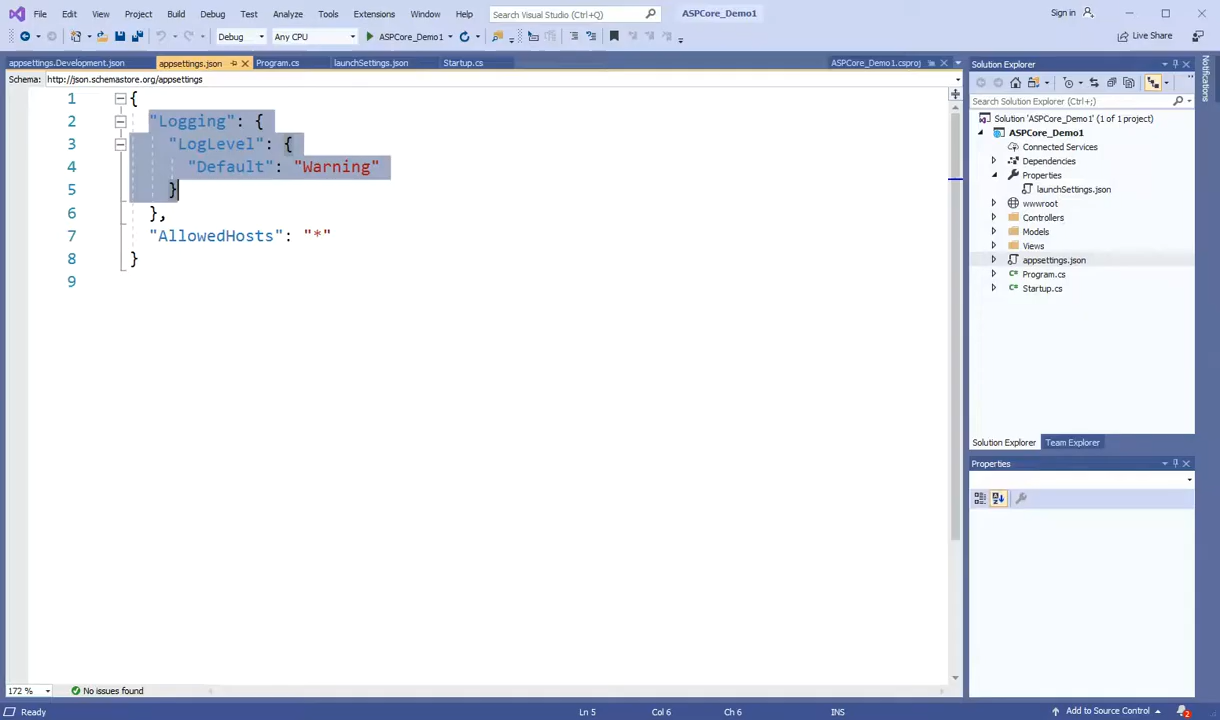 File Edit View Project Build Debug Test Analyze Tools Extensions Window Help Search Visual Studio (Ctrl+Q) ASPCore_Demo1 Sign in
Debug Any CPU ASPCore_Demo1 Live Share
appsettings.Development.json appsettings.json Program.cs launchSettings.json Startup.cs ASPCore_Demo1.csproj
Schema: http://json.schemastore.org/appsettings
1 {
2 "Logging": {
3 "LogLevel": {
4 "Default": "Warning"
5 }
6 },
7 "AllowedHosts": "*"
8 }
9
Solution Explorer
Search Solution Explorer (Ctrl+;)
Solution 'ASPCore_Demo1' (1 of 1 project)
ASPCore_Demo1
Connected Services
Dependencies
Properties
launchSettings.json
wwwroot
Controllers
Models
Views
appsettings.json
Program.cs
Startup.cs
Solution Explorer Team Explorer
Properties
Notifications
172 % No issues found
Ready Ln 5 Col 6 Ch 6 INS Add to Source Control 2